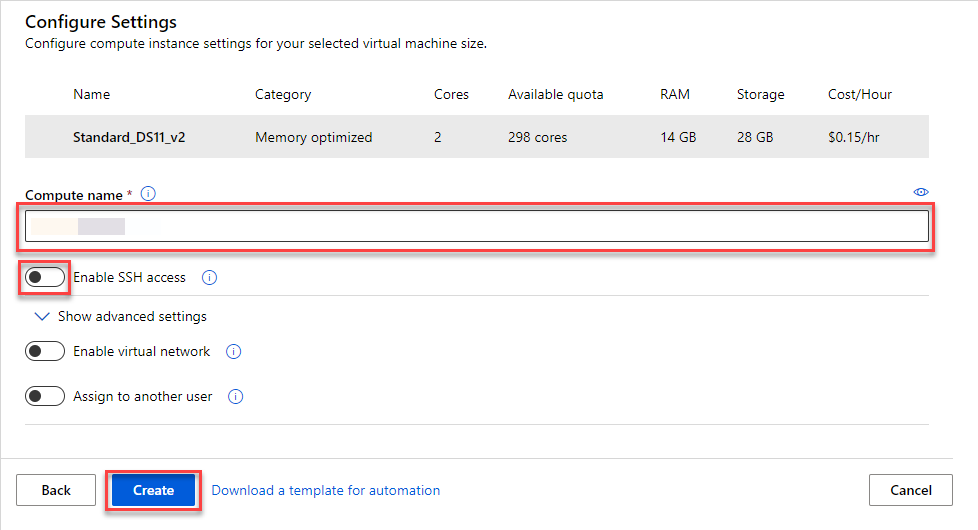 Configure Settings
Configure compute instance settings for your selected virtual machine size.
Name Category Cores Available quota RAM Storage Cost/Hour
Standard_DS11_v2 Memory optimized 2 298 cores 14 GB 28 GB $0.15/hr
Compute name *
Enable SSH access
Show advanced settings
Enable virtual network
Assign to another user
Back Create Download a template for automation Cancel